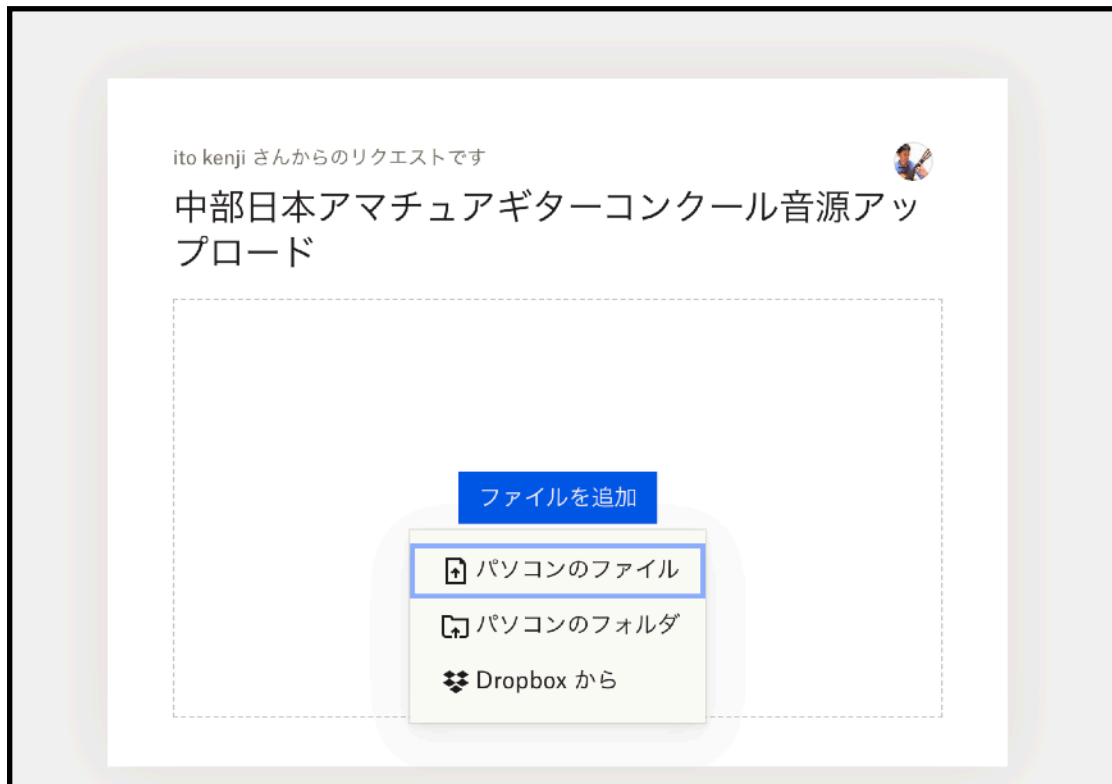 ito kenji さんからのリクエストです
中部日本アマチュアギターコンクール音源アッ
プロード
ファイルを追加
パソコンのファイル
パソコンのフォルダ
Dropbox から